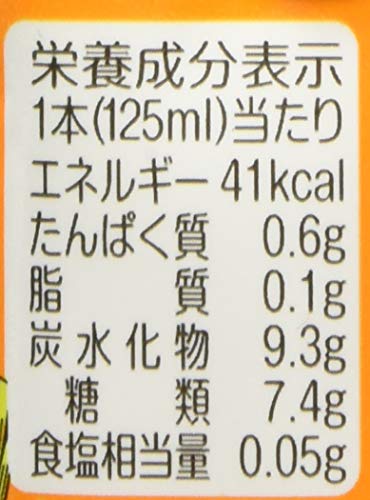 栄養成分表示
1本(125ml)当たり
エネルギー 41kcal
たんぱく質 0.6g
脂質 0.1g
炭水化物 9.3g
糖類 7.4g
食塩相当量 0.05g